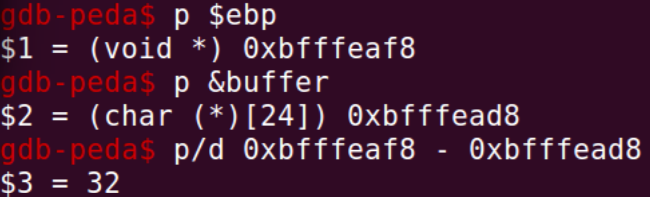 gdb-peda$ p $ebp
$1 = (void *) 0xbfffeaf8
gdb-peda$ p &buffer
$2 = (char (*)[24]) 0xbfffead8
gdb-peda$ p/d 0xbfffeaf8 - 0xbfffead8
$3 = 32